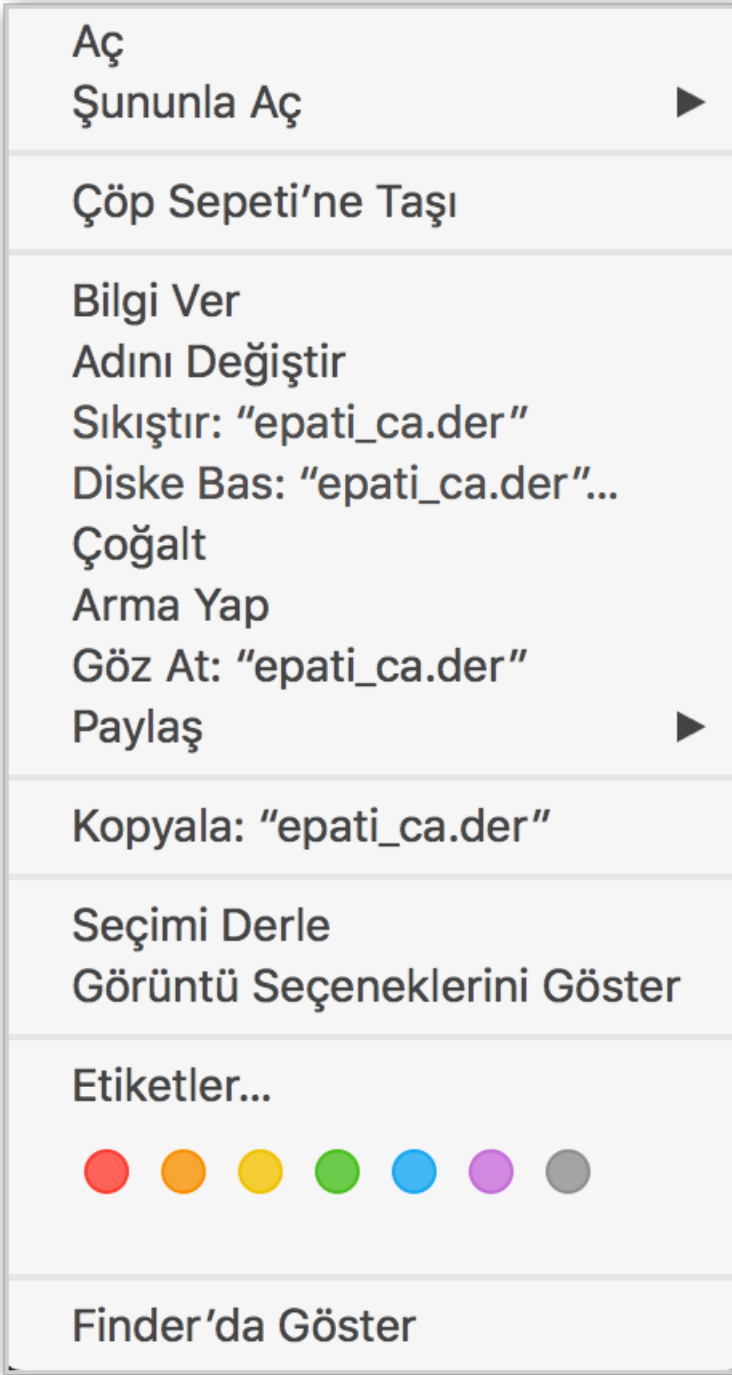 Aç
Şununla Aç
Çöp Sepeti’ne Taşı
Bilgi Ver
Adını Değiştir
Sıkıştır: “epati_ca.der”
Diske Bas: “epati_ca.der”...
Çoğalt
Arma Yap
Göz At: “epati_ca.der”
Paylaş
Kopyala: “epati_ca.der”
Seçimi Derle
Görüntü Seçeneklerini Göster
Etiketler...
Finder’da Göster